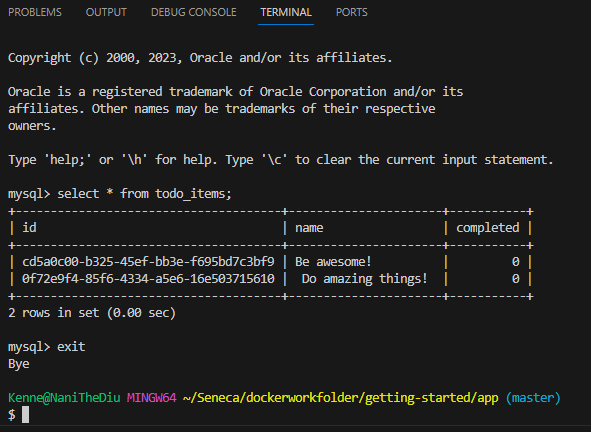 PROBLEMS OUTPUT DEBUG CONSOLE TERMINAL PORTS
Copyright (c) 2000, 2023, Oracle and/or its affiliates.
Oracle is a registered trademark of Oracle Corporation and/or its
affiliates. Other names may be trademarks of their respective
owners.
Type 'help;' or '\h' for help. Type '\c' to clear the current input statement.
mysql> select * from todo_items;
+--------------------------------------+--------------------+-----------+
| id                                   | name               | completed |
+--------------------------------------+--------------------+-----------+
| cd5a0c00-b325-45ef-bb3e-f695bd7c3bf9 | Be awesome!        |         0 |
| 0f72e9f4-85f6-4334-a5e6-16e503715610 |  Do amazing things! |         0 |
+--------------------------------------+--------------------+-----------+
2 rows in set (0.00 sec)
mysql> exit
Bye
Kenne@NaniTheDiu MINGW64 ~/Seneca/dockerworkfolder/getting-started/app (master)
$